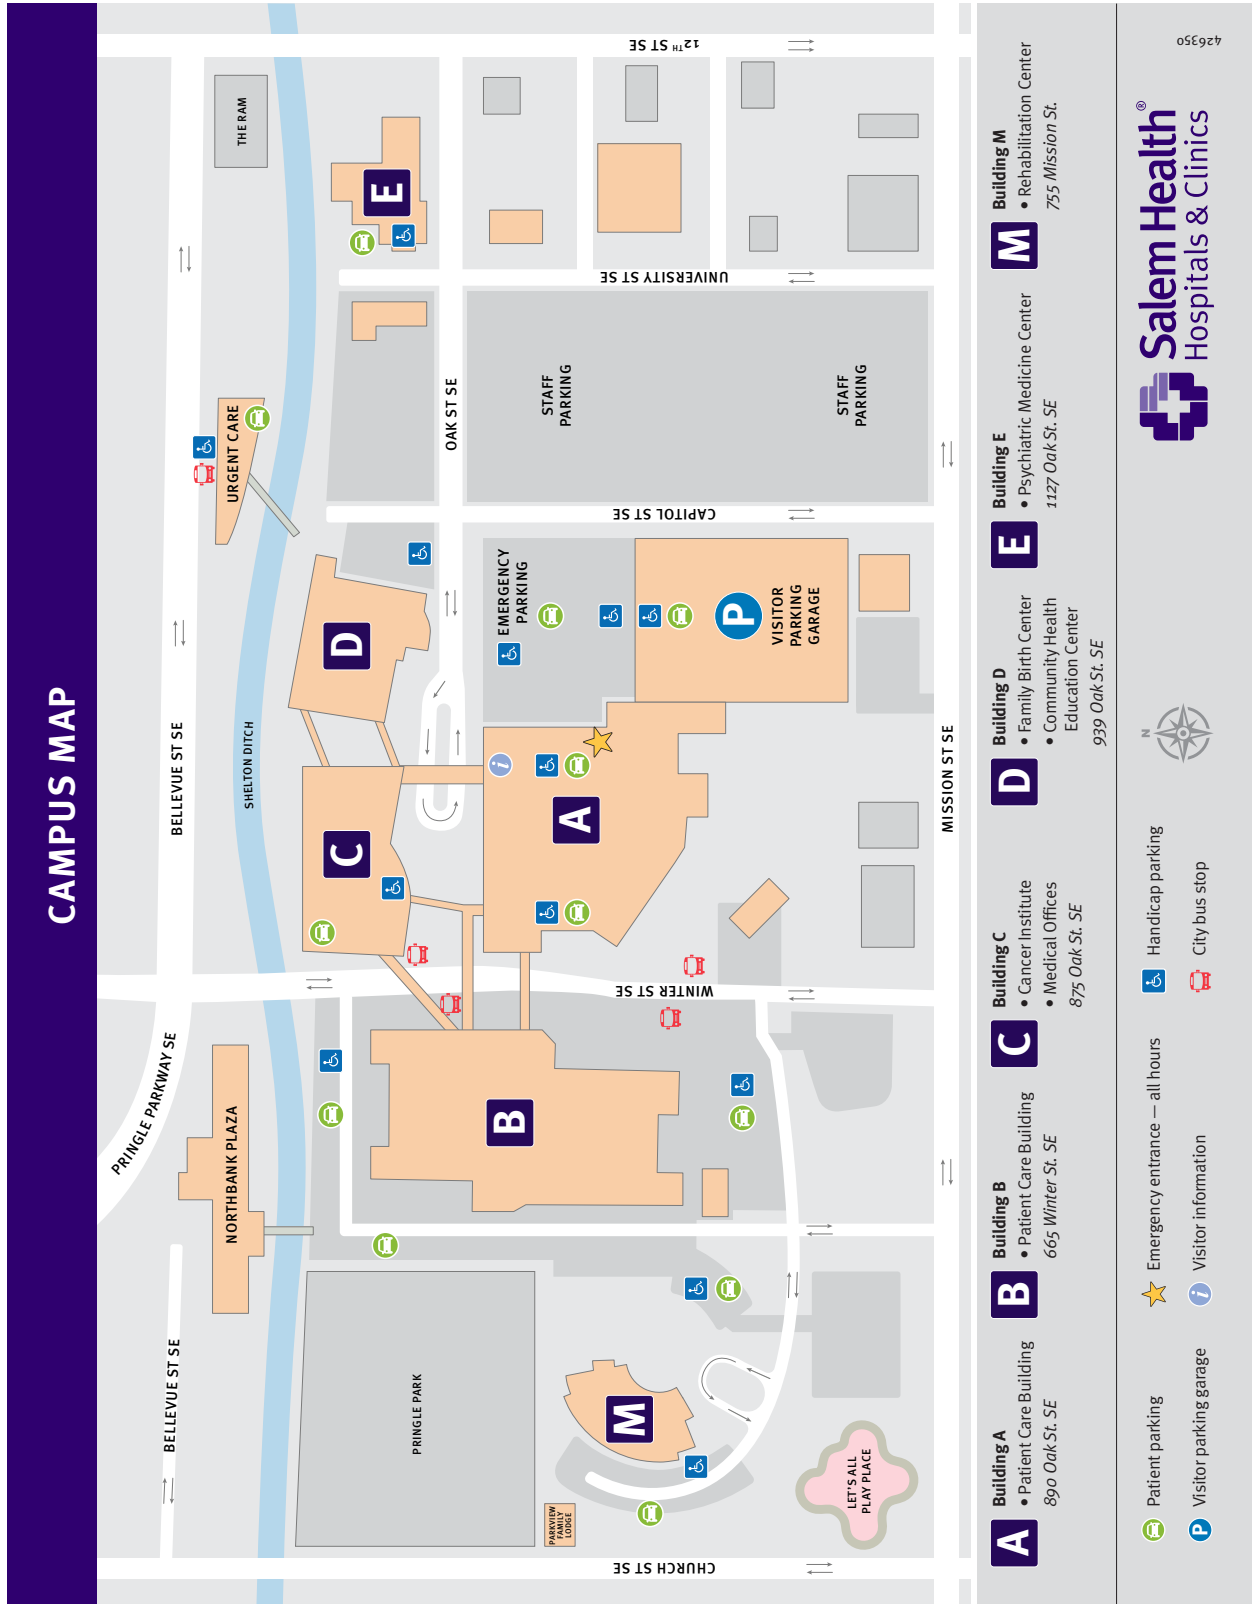 CAMPUS MAP
PRINGLE PARKWAY SE
BELLEVUE ST SE
BELLEVUE ST SE
NORTHBANK PLAZA
SHELTON DITCH
URGENT CARE
THE RAM
PRINGLE PARK
C
D
E
OAK ST SE
B
A
i
EMERGENCY
PARKING
STAFF
PARKING
PARKVIEW
FAMILY
LODGE
M
CHURCH ST SE
WINTER ST SE
CAPITOL ST SE
UNIVERSITY ST SE
12TH ST SE
P
VISITOR
PARKING
GARAGE
STAFF
PARKING
LET'S ALL
PLAY PLACE
MISSION ST SE
A
Building A
• Patient Care Building
890 Oak St. SE
B
Building B
• Patient Care Building
665 Winter St. SE
C
Building C
• Cancer Institute
• Medical Offices
875 Oak St. SE
D
Building D
• Family Birth Center
• Community Health
Education Center
939 Oak St. SE
E
Building E
• Psychiatric Medicine Center
1127 Oak St. SE
M
Building M
• Rehabilitation Center
755 Mission St.
Patient parking
P Visitor parking garage
Emergency entrance — all hours
i Visitor information
Handicap parking
City bus stop
N
Salem Health®
Hospitals & Clinics
426350